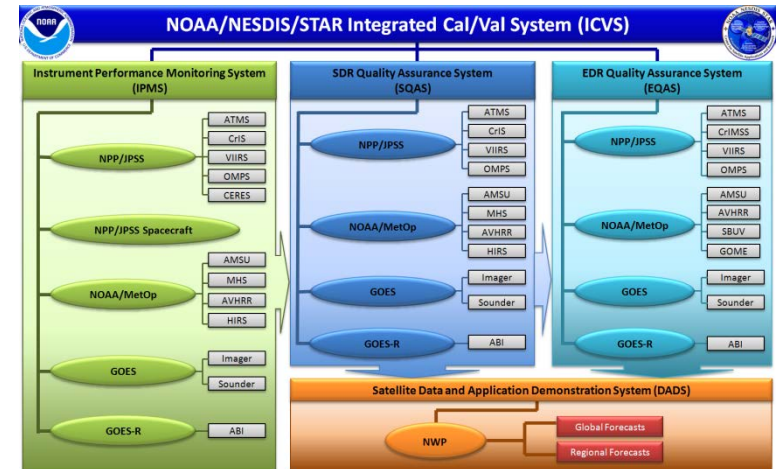 NOAA/NESDIS/STAR Integrated Cal/Val System (ICVS)
NOAA
Instrument Performance Monitoring System
(IPMS)
NPP/JPSS
ATMS
CrIS
VIIRS
OMPS
CERES
NPP/JPSS Spacecraft
NOAA/MetOp
AMSU
MHS
AVHRR
HIRS
GOES
Imager
Sounder
GOES-R
ABI
SDR Quality Assurance System
(SQAS)
NPP/JPSS
ATMS
CrIS
VIIRS
OMPS
NOAA/MetOp
AMSU
MHS
AVHRR
HIRS
GOES
Imager
Sounder
GOES-R
ABI
EDR Quality Assurance System
(EQAS)
NPP/JPSS
ATMS
CrIMSS
VIIRS
OMPS
NOAA/MetOp
AMSU
AVHRR
SBUV
GOME
GOES
Imager
Sounder
GOES-R
ABI
Satellite Data and Application Demonstration System (DADS)
NWP
Global Forecasts
Regional Forecasts